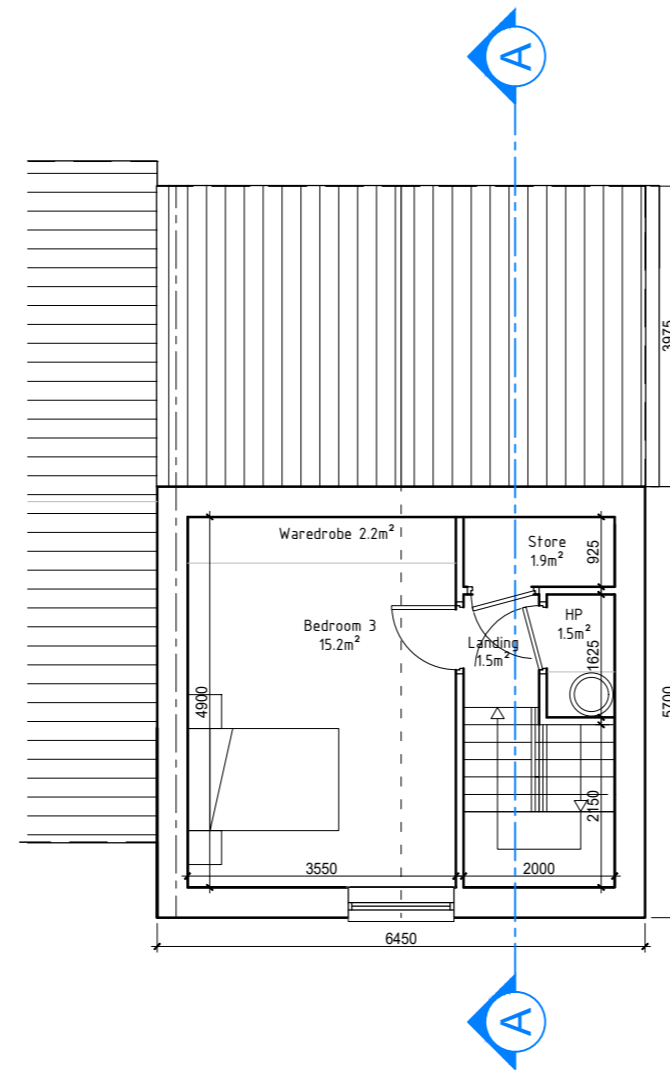 A
3975
Waredrobe 2.2m²
Store
1.9m²
925
Bedroom 3
15.2m²
HP
1.5m²
Landing
1.5m²
1625
4900
5700
2150
3550
2000
6450
A